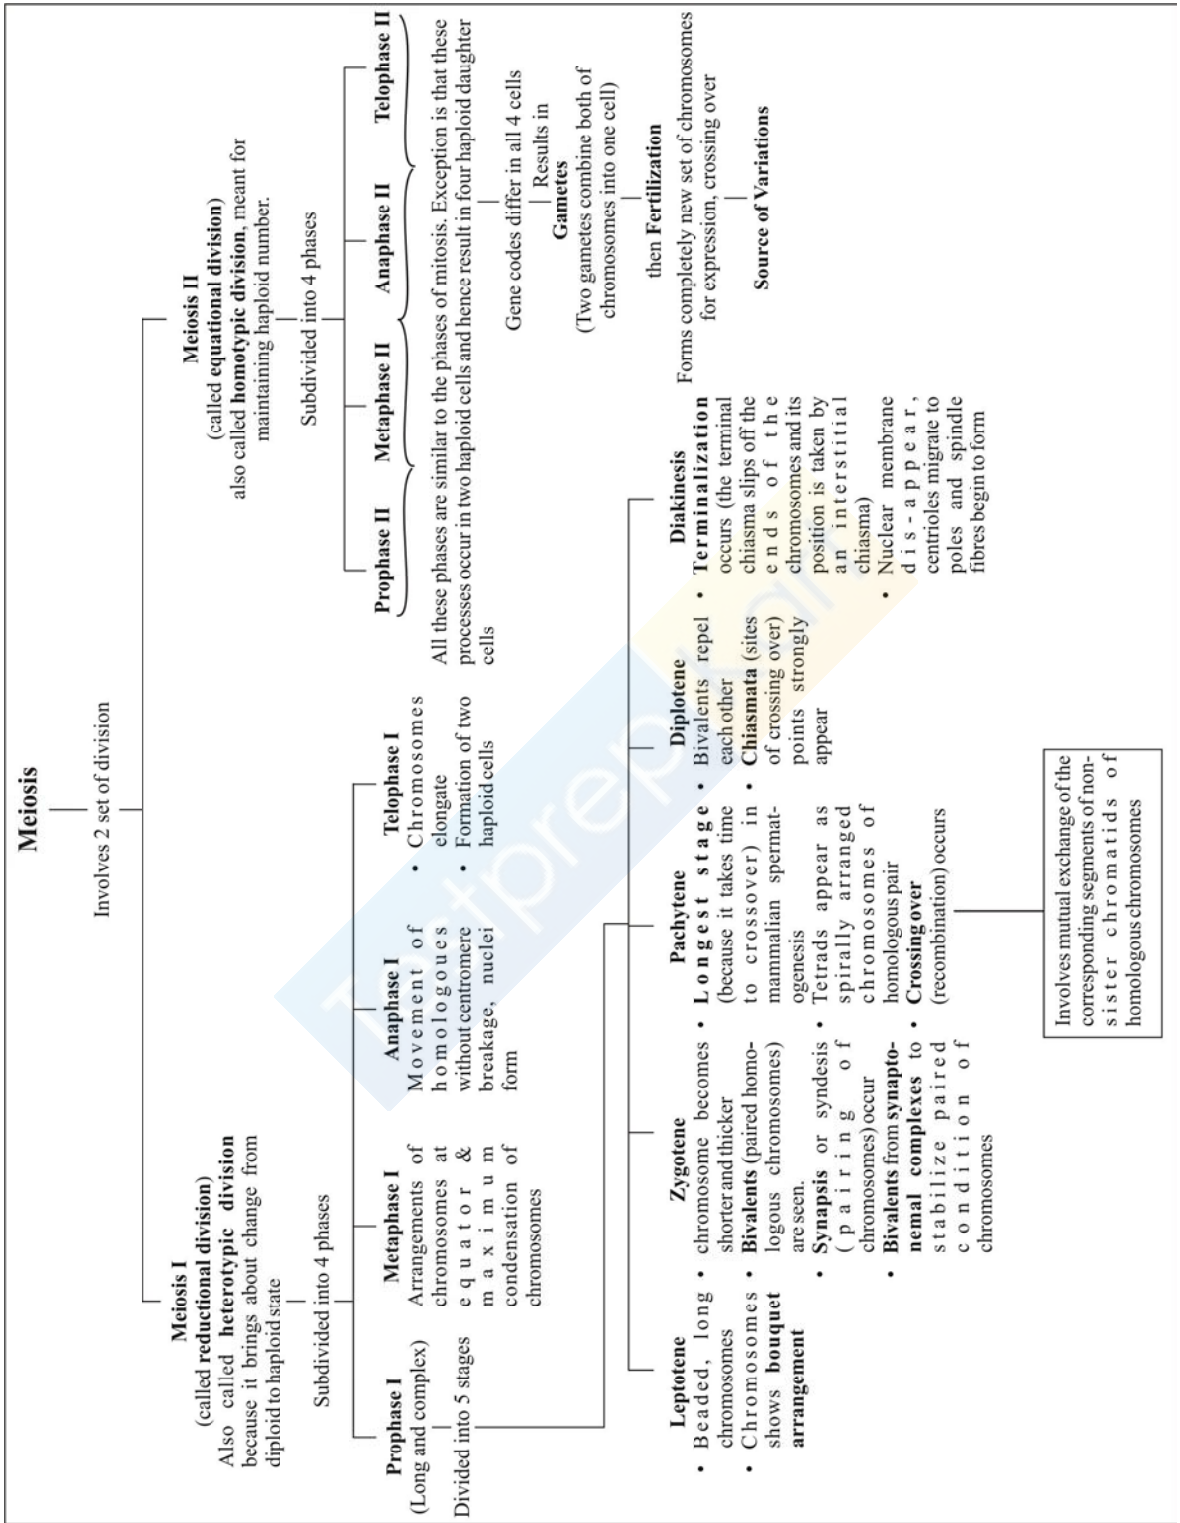 Meiosis
Involves 2 set of division
Meiosis I
(called reductional division)
Also called heterotypic division
because it brings about change from
diploid to haploid state
Subdivided into 4 phases
Prophase I
(Long and complex)
Divided into 5 stages
Metaphase I
Arrangements of
chromosomes at
equator &
maximum
condensation of
chromosomes
Anaphase I
Movement of
homologous
without centromere
breakage, nuclei
form
Telophase I
• Chromosomes
elongate
• Formation of two
haploid cells
Meiosis II
(called equational division)
also called homotypic division, meant for
maintaining haploid number.
Subdivided into 4 phases
Prophase II
Metaphase II
Anaphase II
Telophase II
All these phases are similar to the phases of mitosis. Exception is that these
processes occur in two haploid cells and hence result in four haploid daughter
cells
Gene codes differ in all 4 cells
Results in
Gametes
(Two gametes combine both of
chromosomes into one cell)
then Fertilization
Forms completely new set of chromosomes
for expression, crossing over
Source of Variations
Leptotene
• Beaded, long
chromosomes
• Chromosomes
shows bouquet
arrangement
Zygotene
• chromosome becomes
shorter and thicker
• Bivalents (paired homo-
logous chromosomes)
are seen.
• Synapsis or syndesis
(pairing of
chromosomes) occur
• Bivalents from synapto-
nemal complexes to
stabilize paired
condition of
chromosomes
Pachytene
• Longest stage
(because it takes time
to crossover) in
mammalian spermat-
ogenesis
• Tetrads appear as
spirally arranged
chromosomes of
homologous pair
• Crossing over
(recombination) occurs
Involves mutual exchange of the
corresponding segments of non-
sister chromatids of
homologous chromosomes
Diplotene
• Bivalents repel
each other
• Chiasmata (sites
of crossing over)
points strongly
appear
Diakinesis
• Terminalization
occurs (the terminal
chiasma slips off the
ends of the
chromosomes and its
position is taken by
an interstitial
chiasma)
• Nuclear membrane
dis-appear,
centrioles migrate to
poles and spindle
fibres begin to form
Testprep Kart